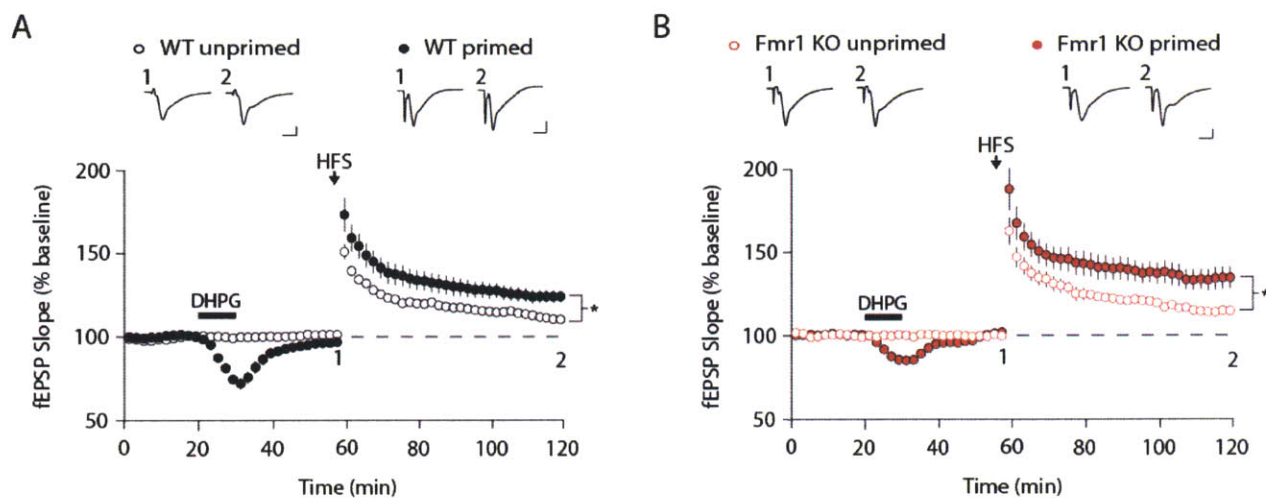 A
WT unprimed
WT primed
1
2
1
2
HFS
200
150
100
50
fEPSP Slope (% baseline)
DHPG
*
1
2
0
20
40
60
80
100
120
Time (min)
B
Fmr1 KO unprimed
Fmr1 KO primed
1
2
1
2
HFS
200
150
100
50
fEPSP Slope (% baseline)
DHPG
*
1
2
0
20
40
60
80
100
120
Time (min)